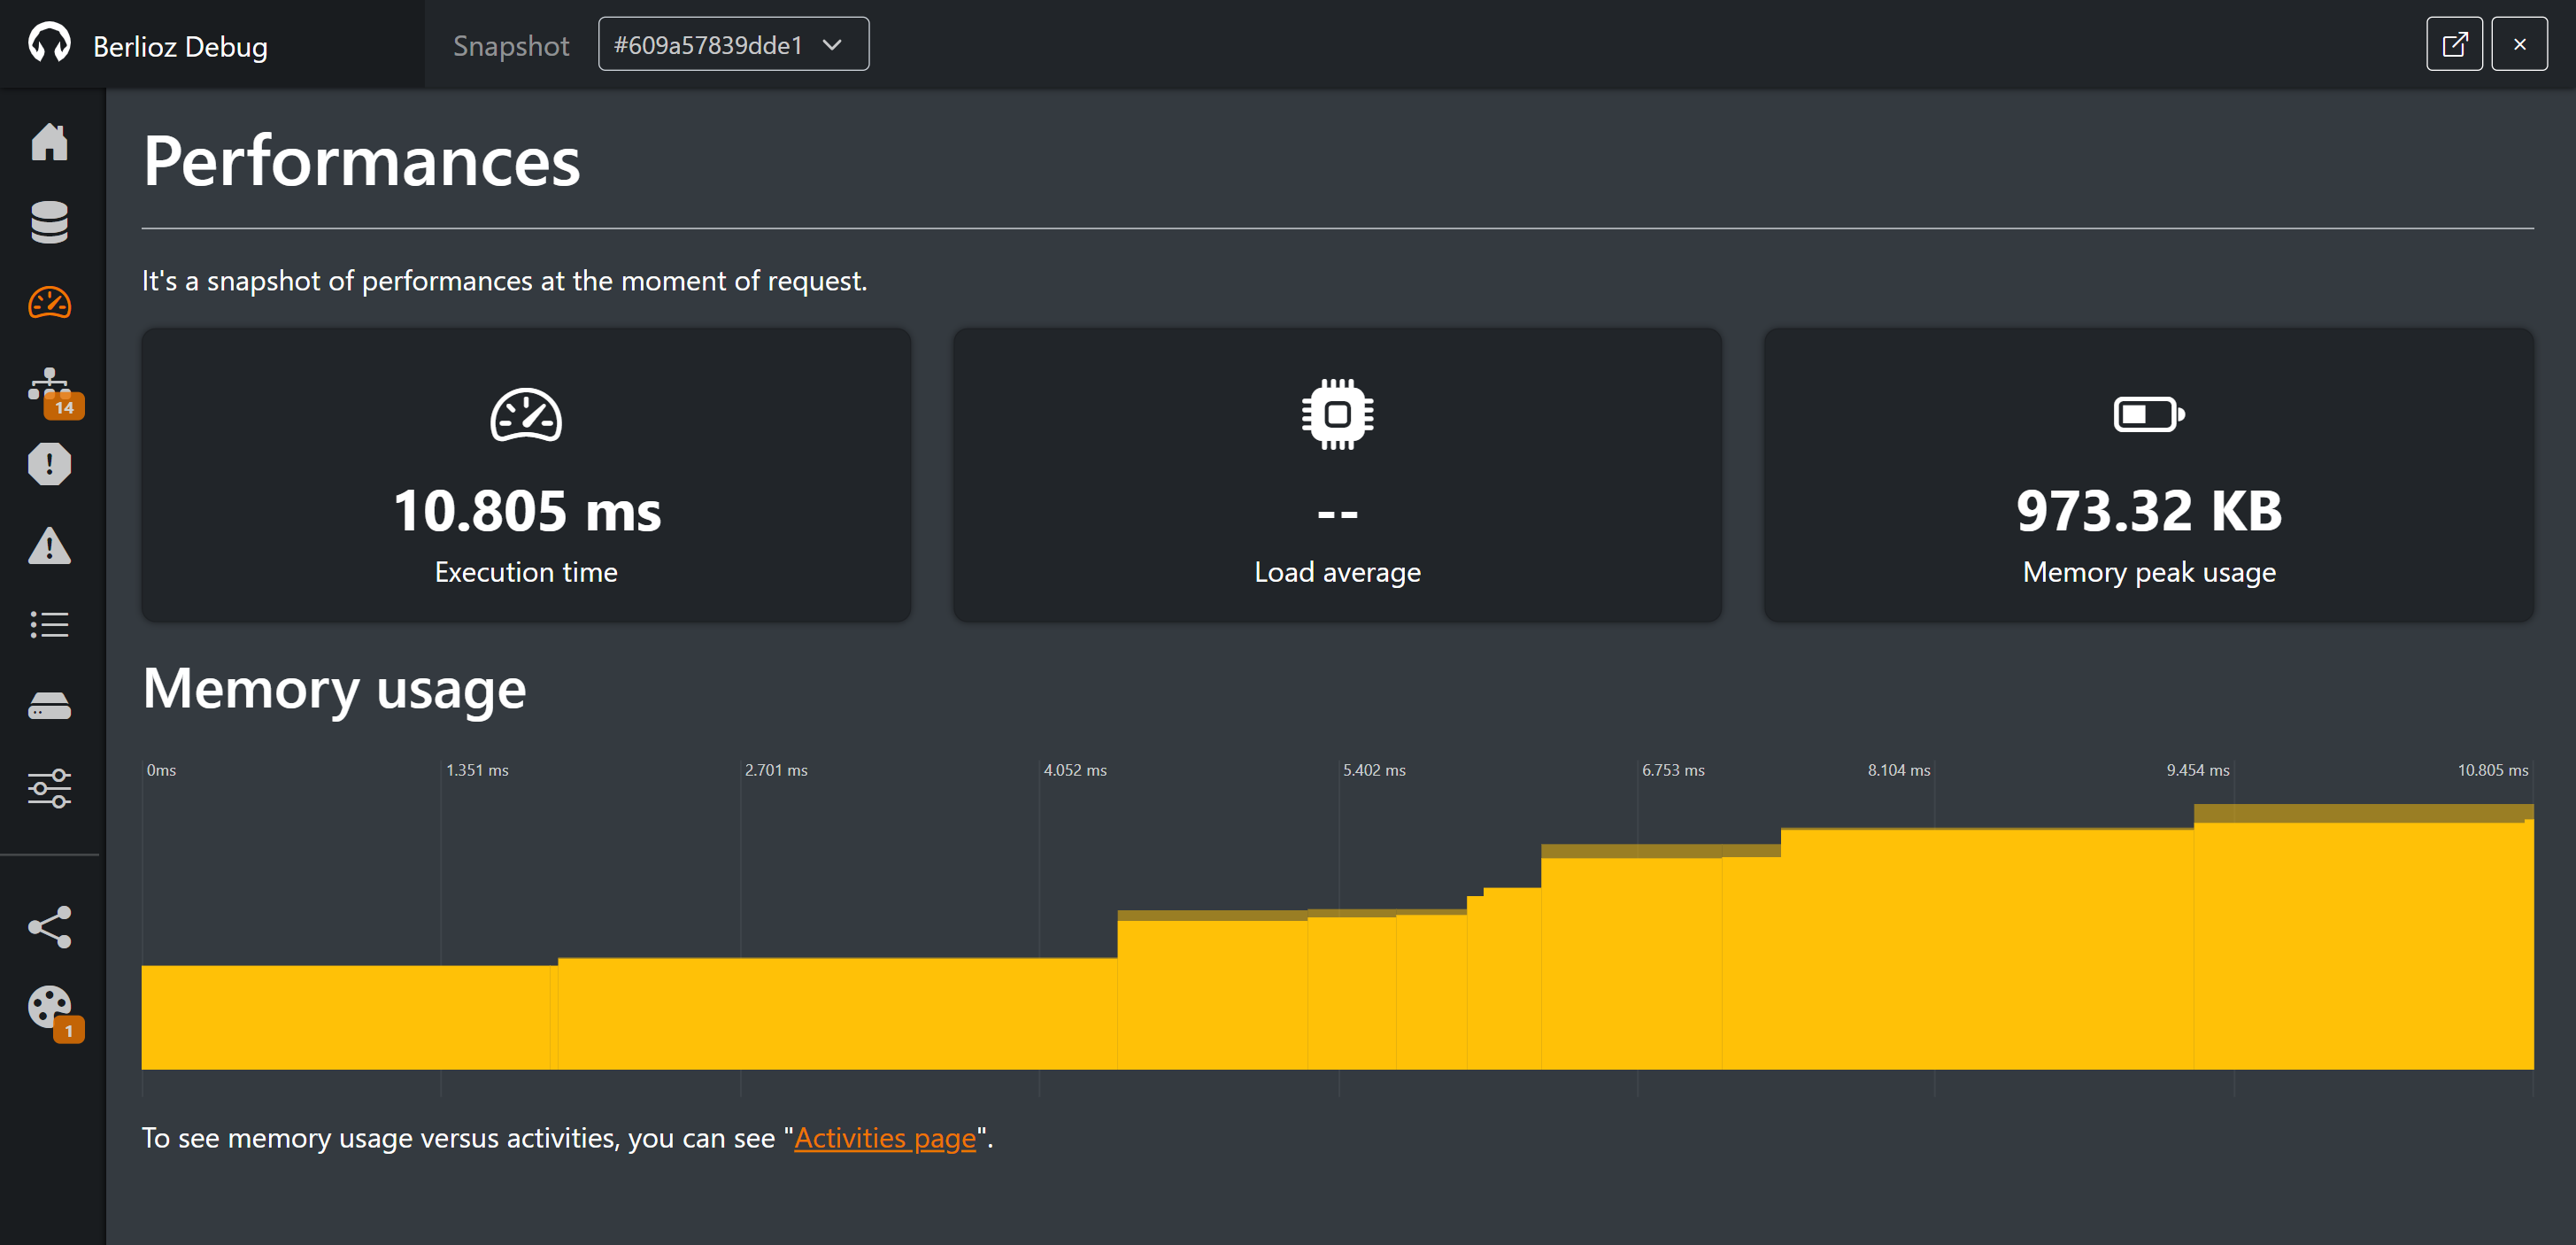 Berlioz Debug
Snapshot
#609a57839dde1
×
Performances
It's a snapshot of performances at the moment of request.
14
10.805 ms
Execution time
--
Load average
973.32 KB
Memory peak usage
Memory usage
0ms 1.351 ms 2.701 ms 4.052 ms 5.402 ms 6.753 ms 8.104 ms 9.454 ms 10.805 ms
1
To see memory usage versus activities, you can see "Activities page".